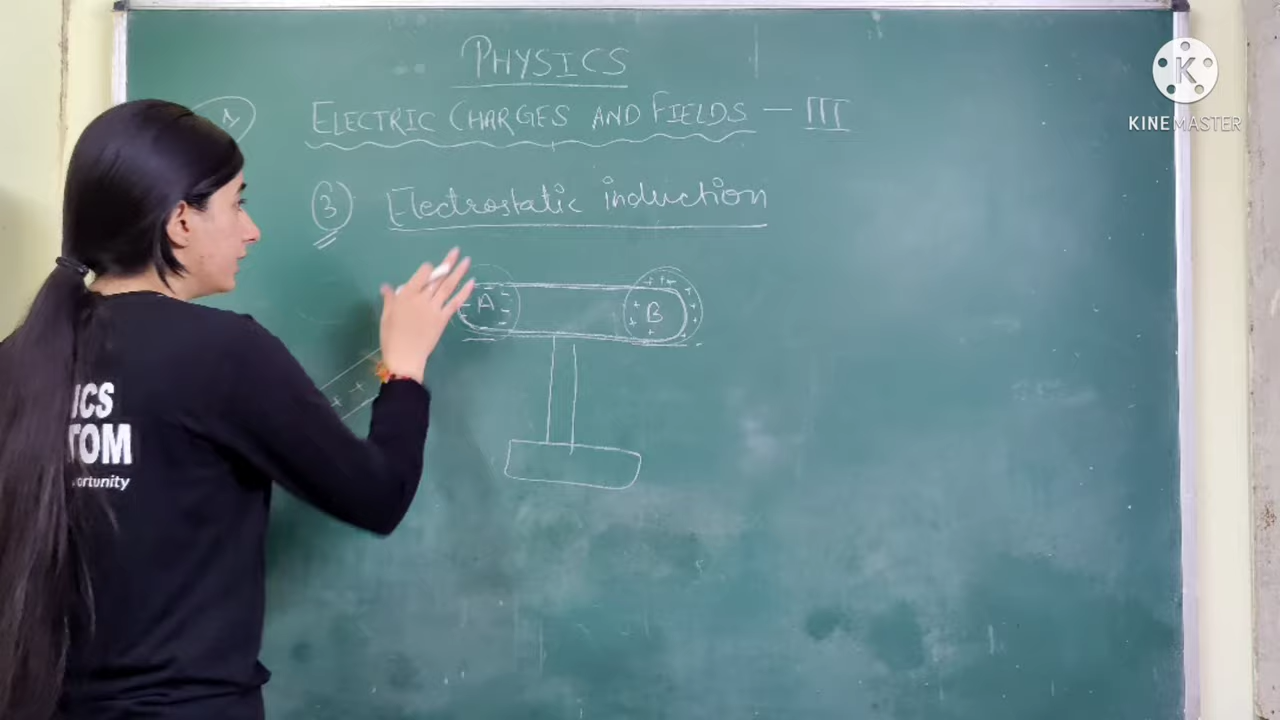 PHYSICS
ELECTRIC CHARGES AND FIELDS – III
3 Electrostatic induction
A B
K
KINEMASTER
ICS
TOM
ortunity